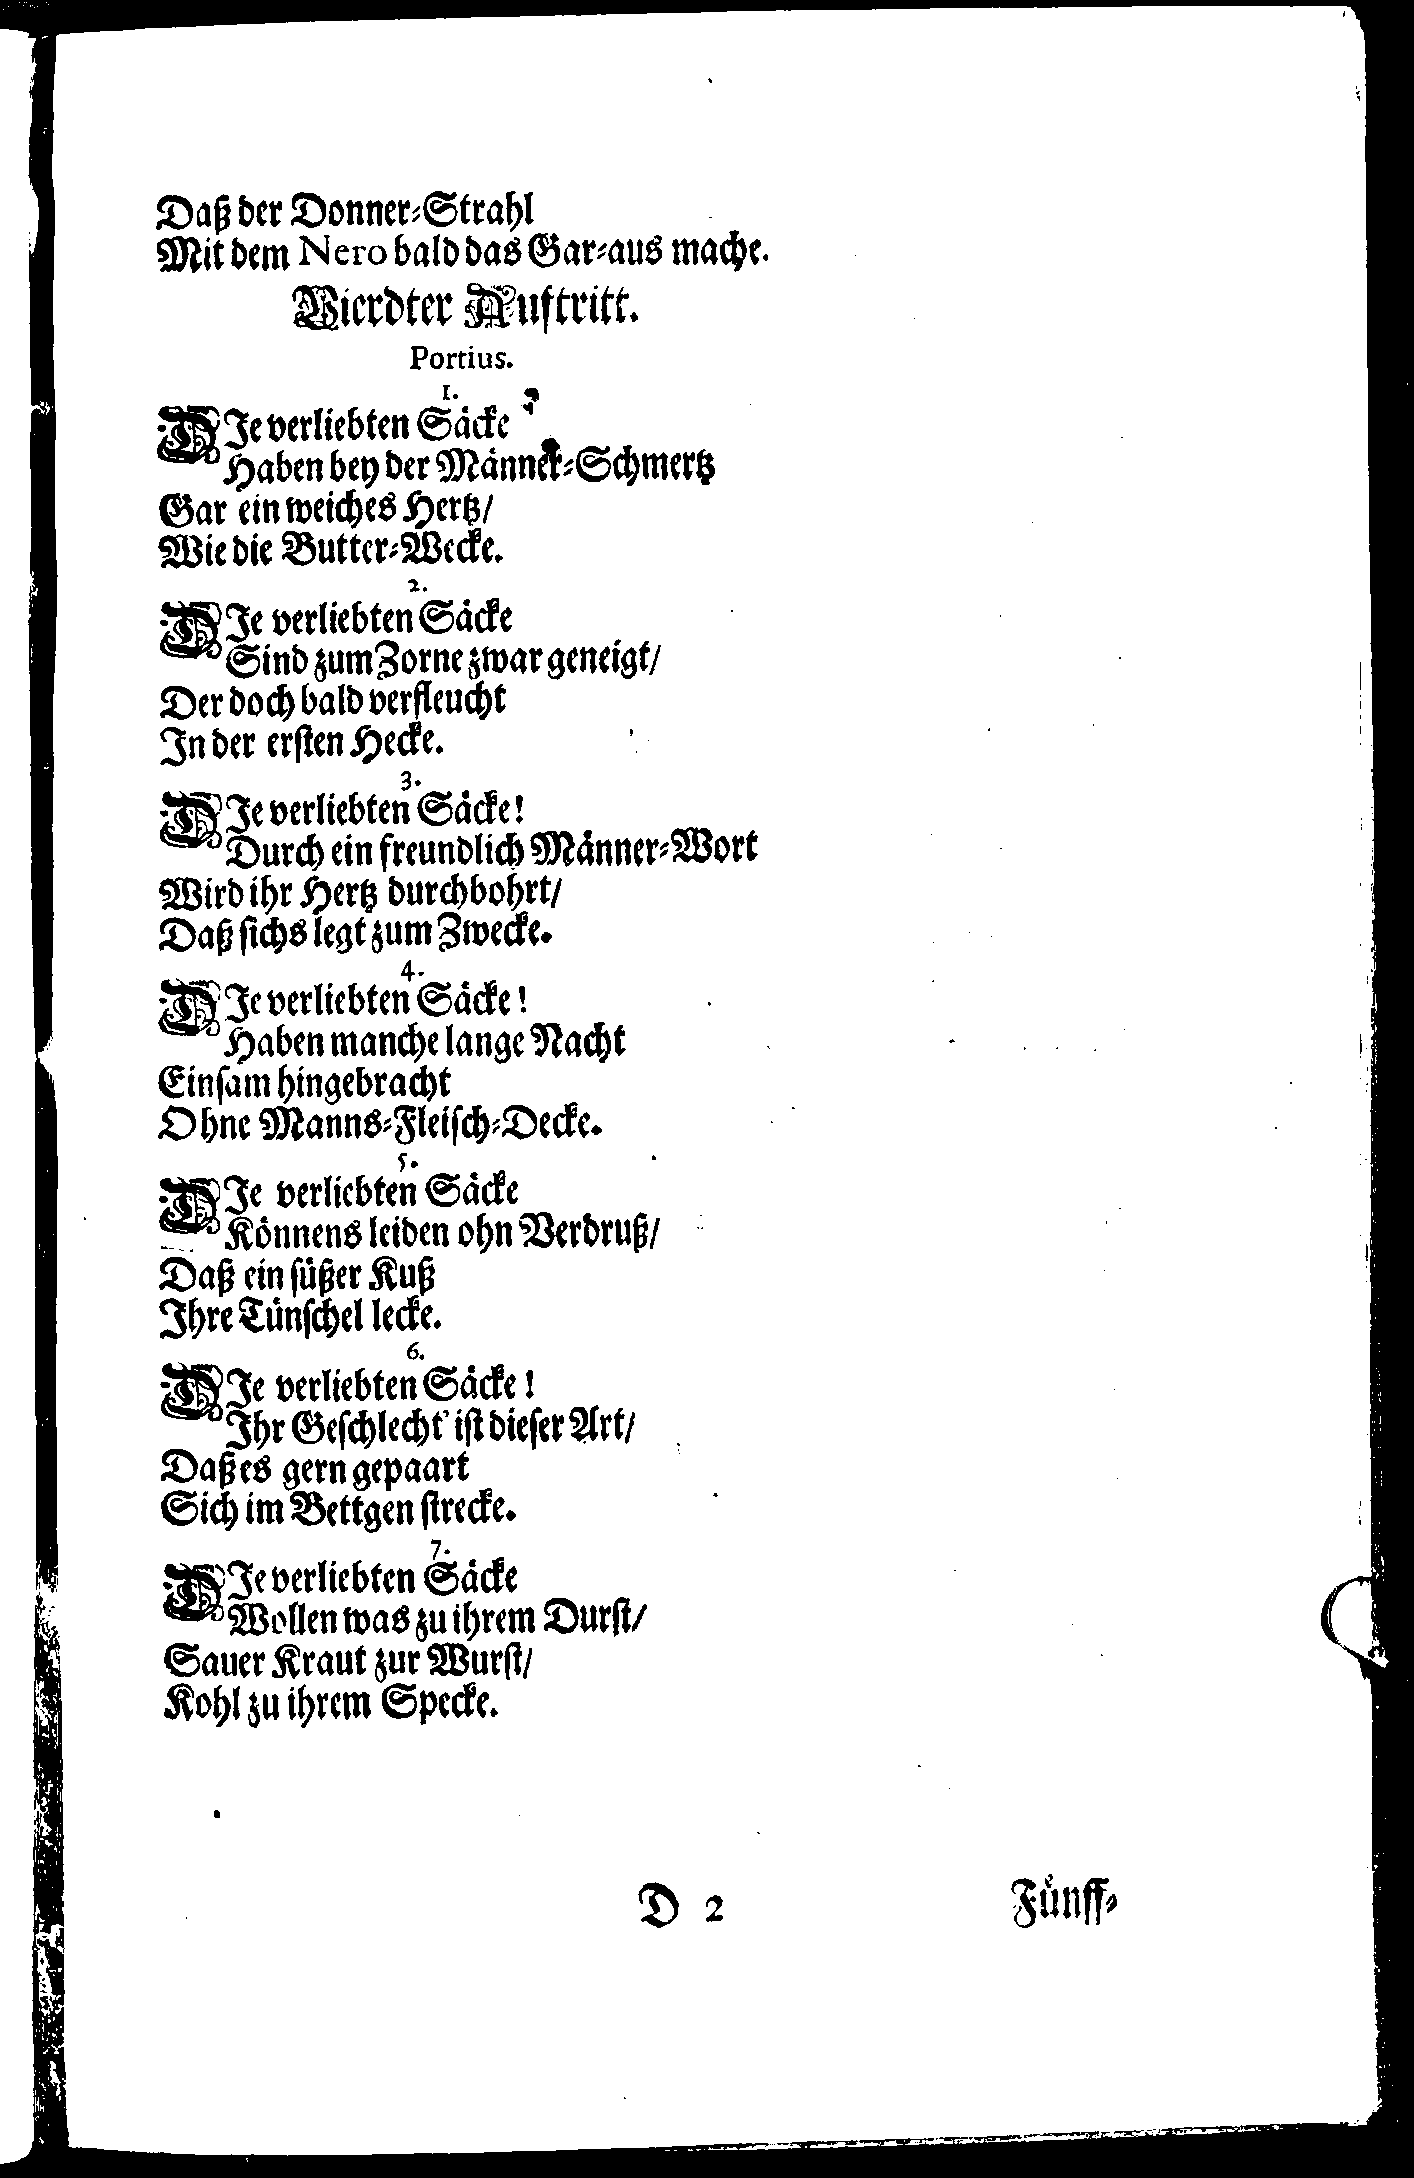 Daß der Donner-Strahl
Mit dem Nero bald das Gar-aus mache.
Vierdter Auftritt.
Portius.
1.
DIe verliebten Säcke
Haben bey der Männer-Schmertz
Gar ein weiches Hertz/
Wie die Butter-Wecke.
2.
DIe verliebten Säcke
Sind zum Zorne zwar geneigt/
Der doch bald verfleucht
In der ersten Hecke.
3.
DIe verliebten Säcke!
Durch ein freundlich Männer-Wort
Wird ihr Hertz durchbohrt/
Daß sichs legt zum Zwecke.
4.
DIe verliebten Säcke!
Haben manche lange Nacht
Einsam hingebracht
Ohne Manns-Fleisch-Decke.
5.
DIe verliebten Säcke
Könnens leiden ohn Verdruß/
Daß ein süßer Kuß
Ihre Tünschel lecke.
6.
DIe verliebten Säcke!
Ihr Geschlecht ist dieser Art/
Daß es gern gepaart
Sich im Bettgen strecke.
7.
DIe verliebten Säcke
Wollen was zu ihrem Durst/
Sauer Kraut zur Wurst/
Kohl zu ihrem Specke.
D 2
Fünff-